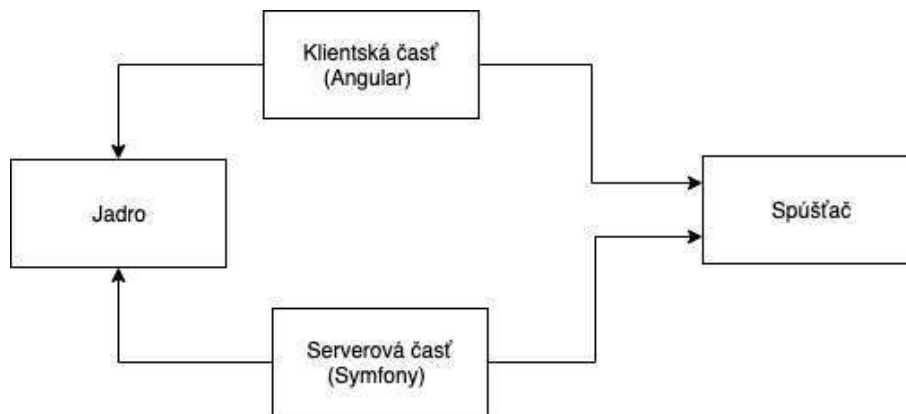 Klientská časť
(Angular)
Jadro
Spúšťač
Serverová časť
(Symfony)